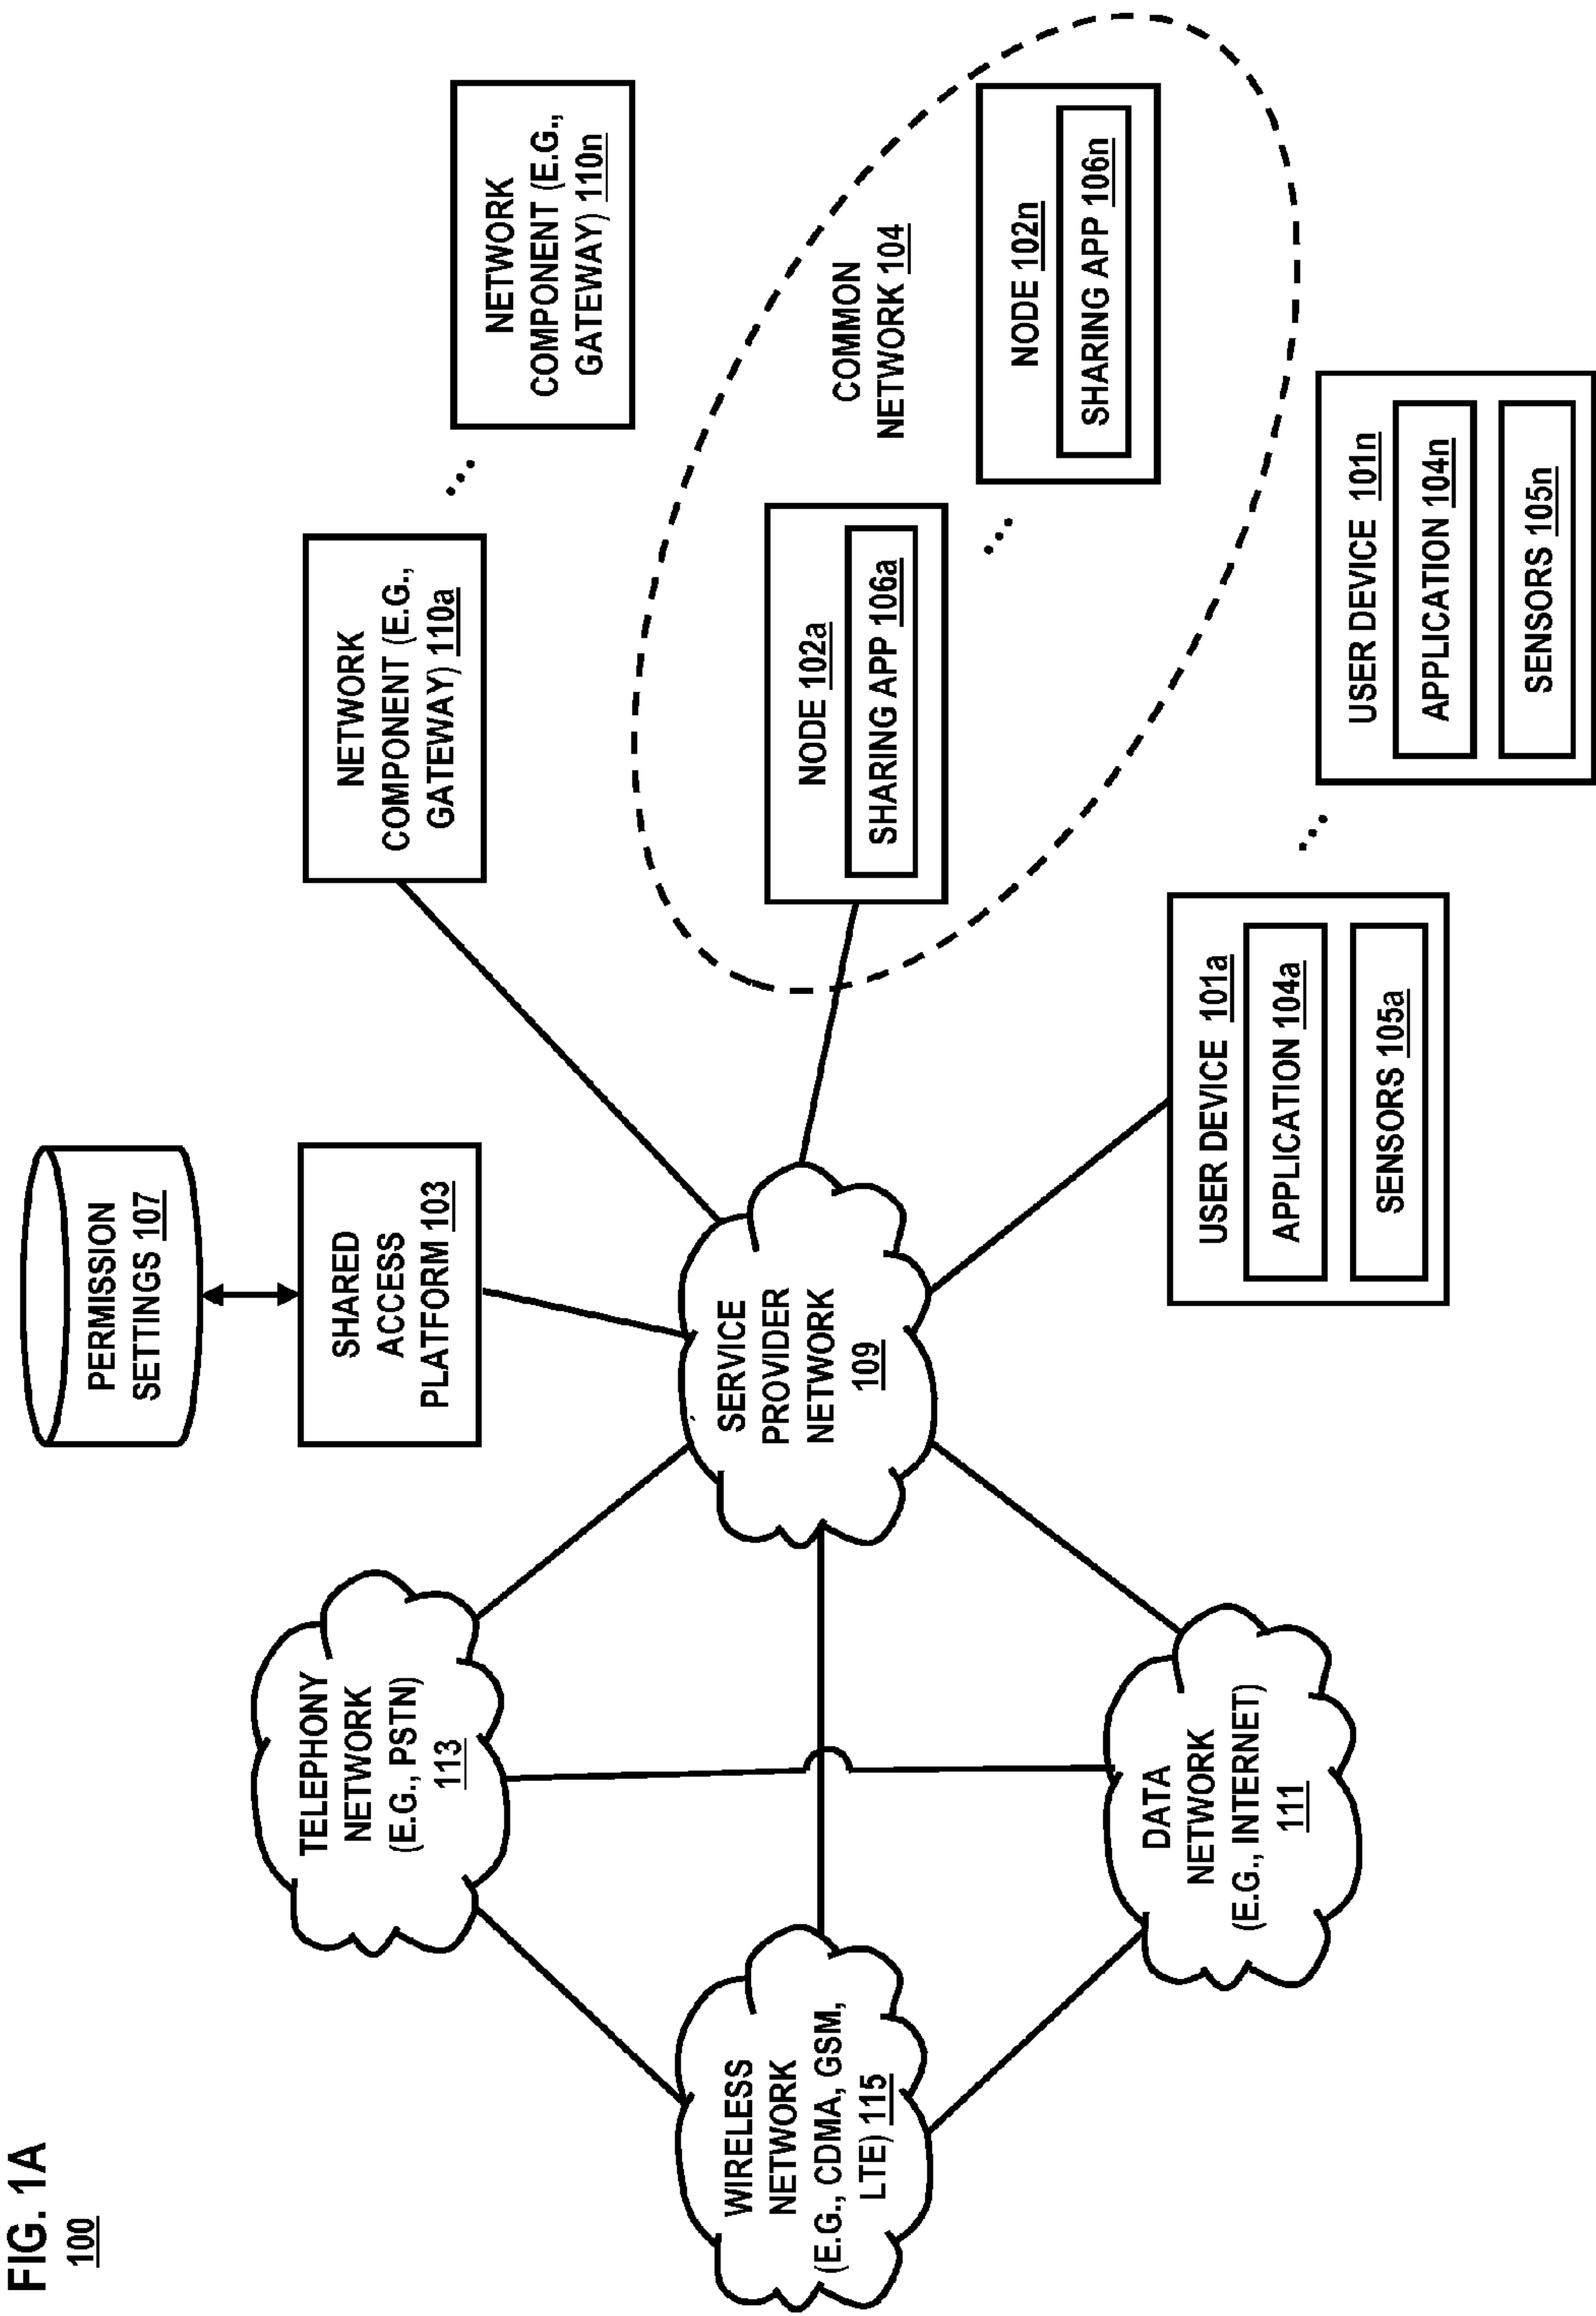 FIG. 1A
100
PERMISSION
SETTINGS 107
SHARED
ACCESS
PLATFORM 103
TELEPHONY
NETWORK
(E.G., PSTN)
113
WIRELESS
NETWORK
(E.G., CDMA, GSM,
LTE) 115
SERVICE
PROVIDER
NETWORK
109
DATA
NETWORK
(E.G., INTERNET)
111
NETWORK
COMPONENT (E.G.,
GATEWAY) 110a
...
NETWORK
COMPONENT (E.G.,
GATEWAY) 110n
COMMON
NETWORK 104
NODE 102a
SHARING APP 106a
...
NODE 102n
SHARING APP 106n
USER DEVICE 101a
APPLICATION 104a
SENSORS 105a
...
USER DEVICE 101n
APPLICATION 104n
SENSORS 105n